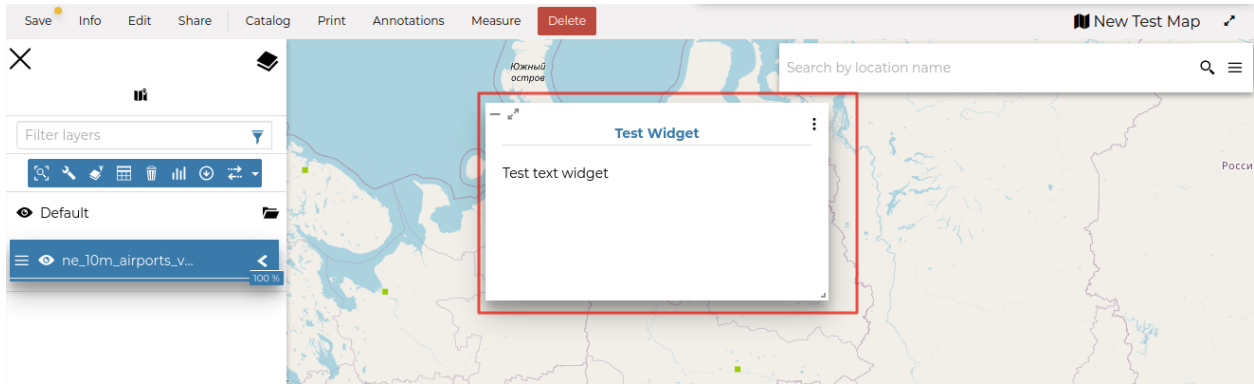 Save Info Edit Share Catalog Print Annotations Measure Delete New Test Map
Южный
остров
Search by location name
Filter layers
Test Widget
Test text widget
Росси
Default
ne_10m_airports_v...
100 %